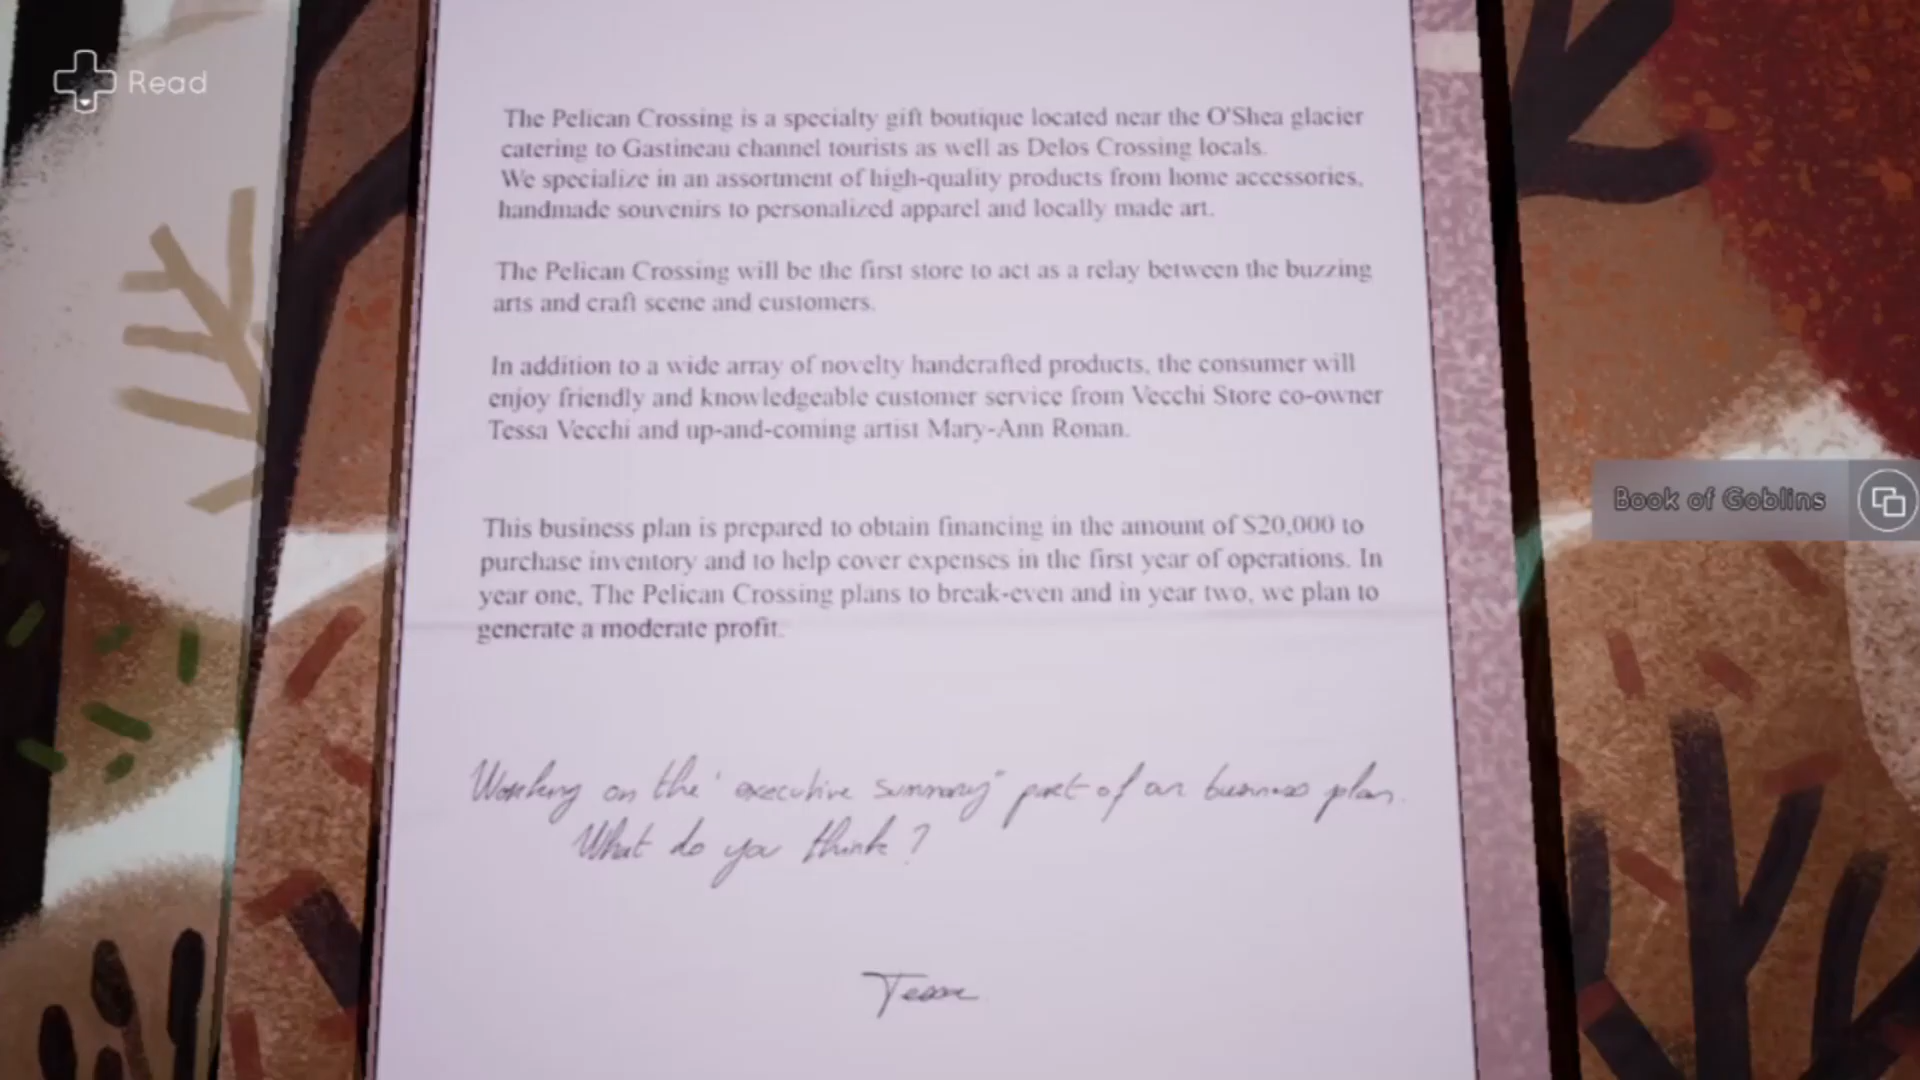 Read
The Pelican Crossing is a specialty gift boutique located near the O'Shea glacier
catering to Gastineau channel tourists as well as Delos Crossing locals.
We specialize in an assortment of high-quality products from home accessories,
handmade souvenirs to personalized apparel and locally made art.
The Pelican Crossing will be the first store to act as a relay between the buzzing
arts and craft scene and customers.
In addition to a wide array of novelty handcrafted products, the consumer will
enjoy friendly and knowledgeable customer service from Vecchi Store co-owner
Tessa Vecchi and up-and-coming artist Mary-Ann Ronan.
Book of Goblins
This business plan is prepared to obtain financing in the amount of $20,000 to
purchase inventory and to help cover expenses in the first year of operations. In
year one, The Pelican Crossing plans to break-even and in year two, we plan to
generate a moderate profit.
Working on the "executive summary" part of our business plan.
What do you think?
Tessa